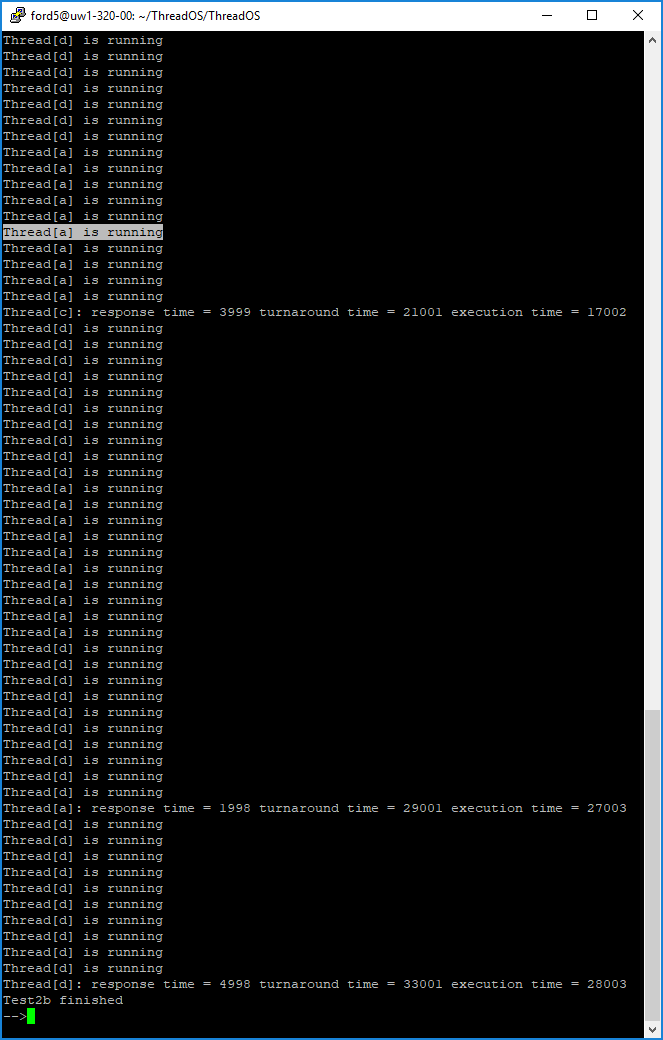 ford5@uw1-320-00: ~/ThreadOS/ThreadOS
Thread[d] is running
Thread[d] is running
Thread[d] is running
Thread[d] is running
Thread[d] is running
Thread[d] is running
Thread[d] is running
Thread[a] is running
Thread[a] is running
Thread[a] is running
Thread[a] is running
Thread[a] is running
Thread[a] is running
Thread[a] is running
Thread[a] is running
Thread[a] is running
Thread[a] is running
Thread[c]: response time = 3999 turnaround time = 21001 execution time = 17002
Thread[d] is running
Thread[d] is running
Thread[d] is running
Thread[d] is running
Thread[d] is running
Thread[d] is running
Thread[d] is running
Thread[d] is running
Thread[d] is running
Thread[d] is running
Thread[a] is running
Thread[a] is running
Thread[a] is running
Thread[a] is running
Thread[a] is running
Thread[a] is running
Thread[a] is running
Thread[a] is running
Thread[a] is running
Thread[d] is running
Thread[d] is running
Thread[d] is running
Thread[d] is running
Thread[d] is running
Thread[d] is running
Thread[d] is running
Thread[d] is running
Thread[d] is running
Thread[d] is running
Thread[d] is running
Thread[a]: response time = 1998 turnaround time = 29001 execution time = 27003
Thread[d] is running
Thread[d] is running
Thread[d] is running
Thread[d] is running
Thread[d] is running
Thread[d] is running
Thread[d] is running
Thread[d] is running
Thread[d] is running
Thread[d] is running
Thread[d]: response time = 4998 turnaround time = 33001 execution time = 28003
Test2b finished
-->